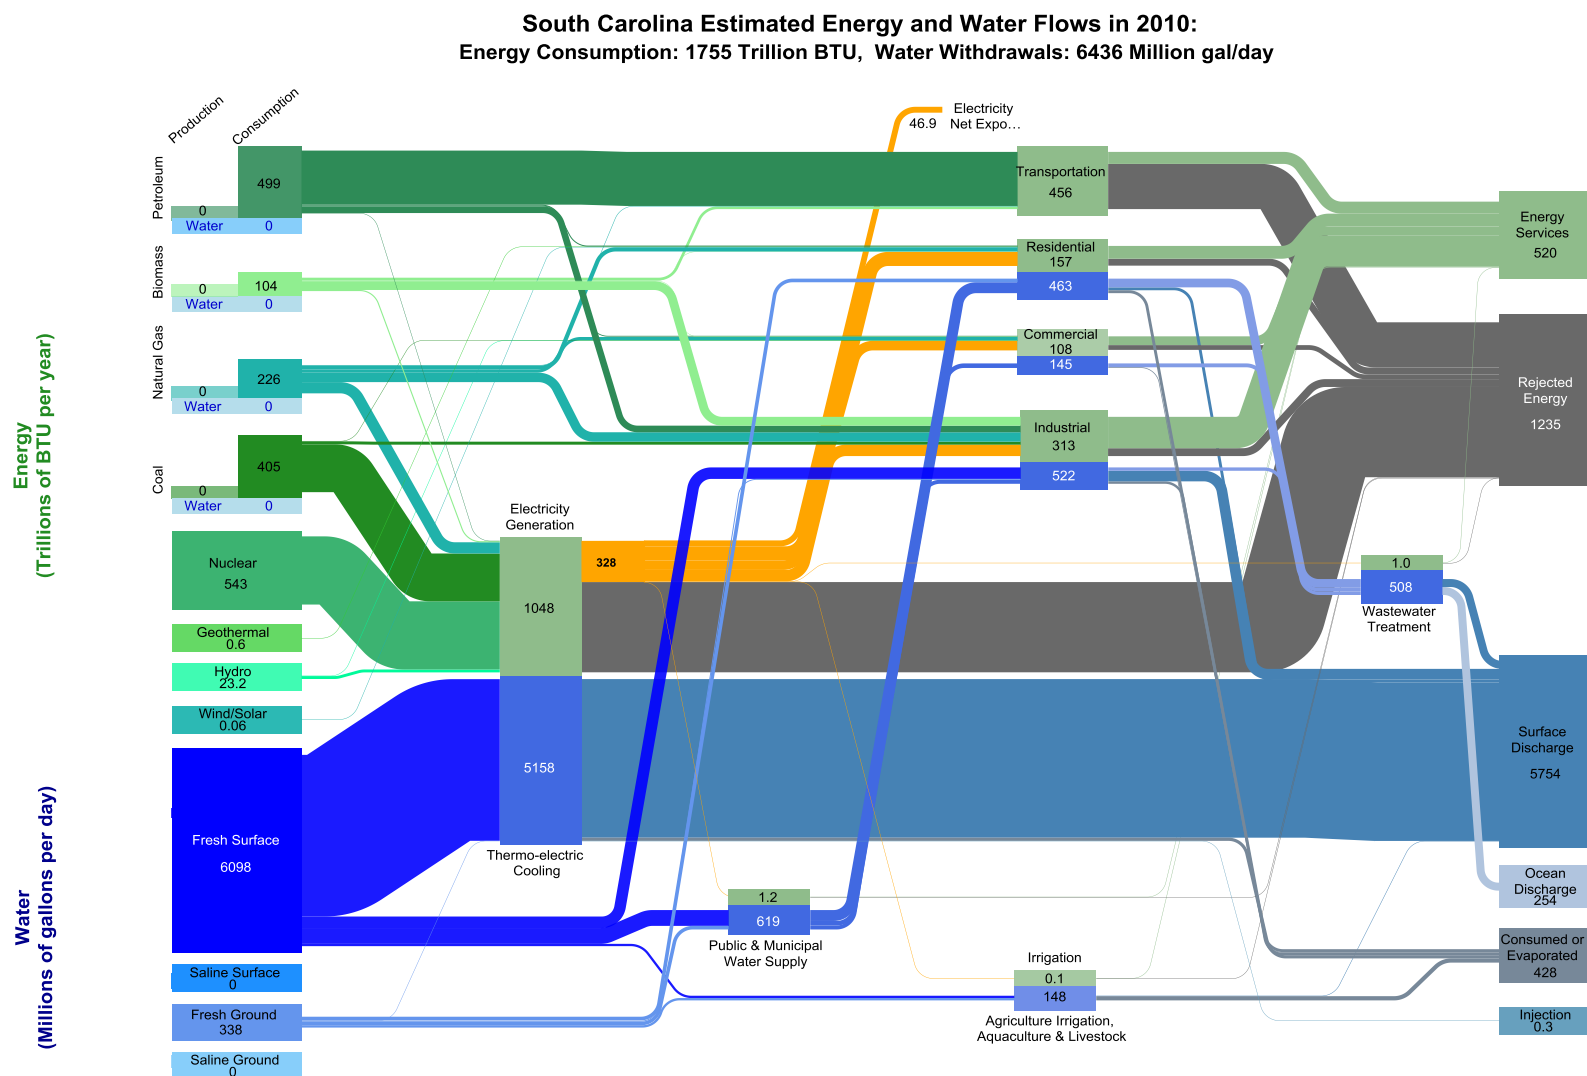 South Carolina Estimated Energy and Water Flows in 2010:
Energy Consumption: 1755 Trillion BTU,  Water Withdrawals: 6436 Million gal/day
Production
Consumption
Energy
(Trillions of BTU per year)
Water
(Millions of gallons per day)
Petroleum
499
0
Water 0
Biomass
104
0
Water 0
Natural Gas
226
0
Water 0
Coal
405
0
Water 0
Nuclear
543
Geothermal
0.6
Hydro
23.2
Wind/Solar
0.06
Fresh Surface
6098
Saline Surface
0
Fresh Ground
338
Saline Ground
0
Electricity
Generation
328
1048
5158
Thermo-electric
Cooling
1.2
619
Public & Municipal
Water Supply
Electricity
Net Expo…
46.9
Transportation
456
Residential
157
463
Commercial
108
145
Industrial
313
522
Irrigation
0.1
148
Agriculture Irrigation,
Aquaculture & Livestock
1.0
508
Wastewater
Treatment
Energy
Services
520
Rejected
Energy
1235
Surface
Discharge
5754
Ocean
Discharge
254
Consumed or
Evaporated
428
Injection
0.3